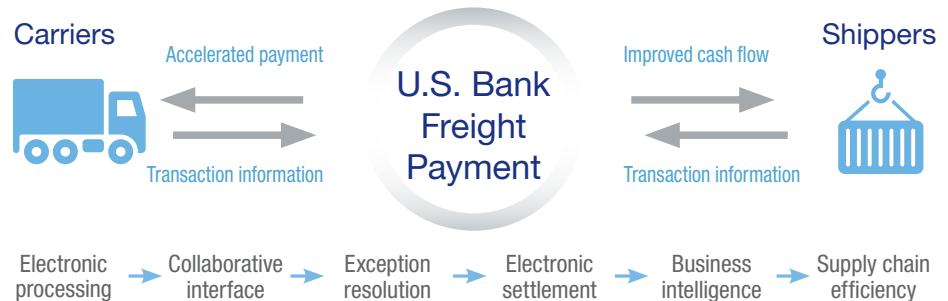 Carriers
Accelerated payment
Transaction information
U.S. Bank
Freight
Payment
Improved cash flow
Transaction information
Shippers
Electronic
processing
Collaborative
interface
Exception
resolution
Electronic
settlement
Business
intelligence
Supply chain
efficiency